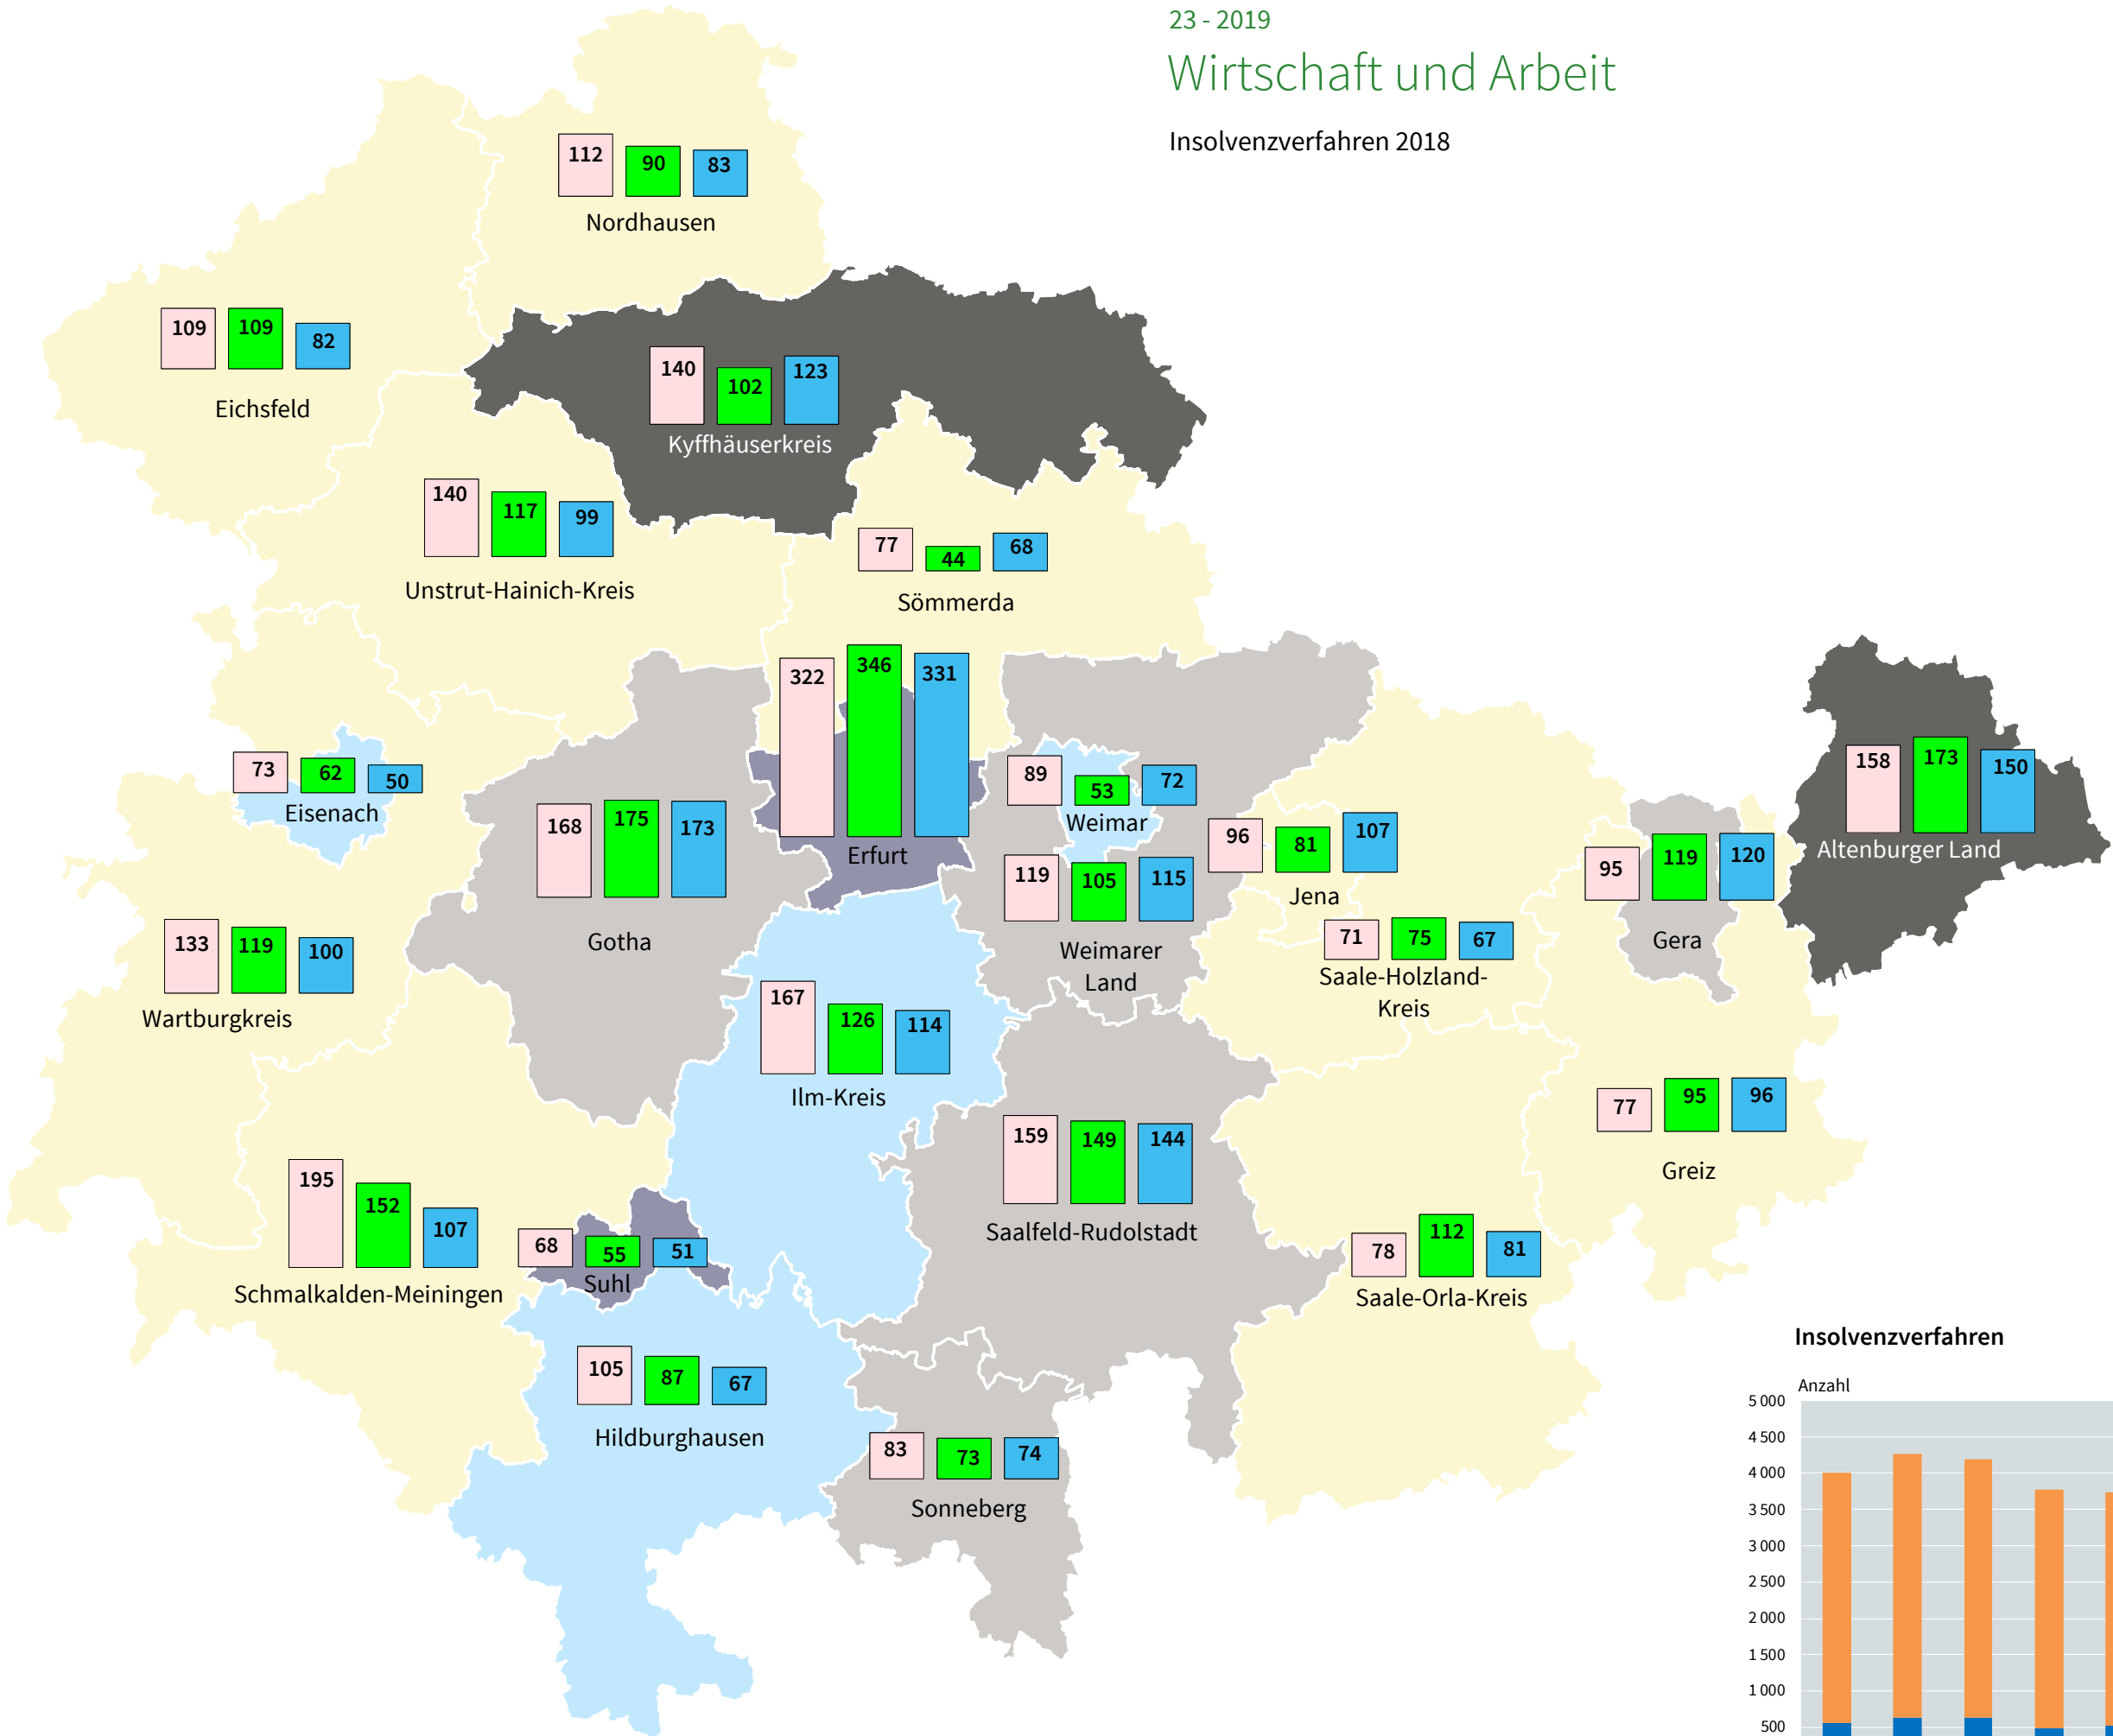 23 - 2019
Wirtschaft und Arbeit
Insolvenzverfahren 2018
112 90 83
Nordhausen
109 109 82
Eichsfeld
140 102 123
Kyffhäuserkreis
140 117 99
Unstrut-Hainich-Kreis
77 44 68
Sömmerda
322 346 331
Erfurt
73 62 50
Eisenach
168 175 173
Gotha
89 53 72
Weimar
119 105 115
Weimarer
Land
96 81 107
Jena
71 75 67
Saale-Holzland-
Kreis
95 119 120
Gera
158 173 150
Altenburger Land
133 119 100
Wartburgkreis
167 126 114
Ilm-Kreis
159 149 144
Saalfeld-Rudolstadt
77 95 96
Greiz
195 152 107
Schmalkalden-Meiningen
68 55 51
Suhl
78 112 81
Saale-Orla-Kreis
105 87 67
Hildburghausen
83 73 74
Sonneberg
Insolvenzverfahren
Anzahl
5 000
4 500
4 000
3 500
3 000
2 500
2 000
1 500
1 000
500